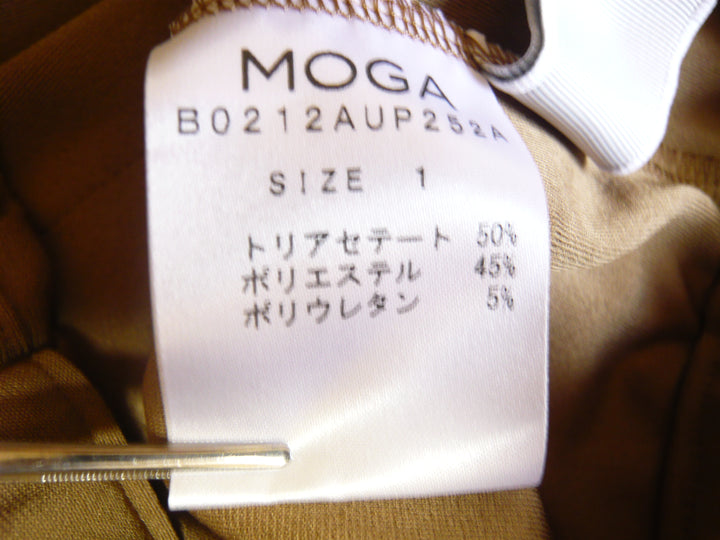 MOGA
B0212AUP252A
SIZE 1
トリアセテート 50%
ポリエステル 45%
ポリウレタン 5%